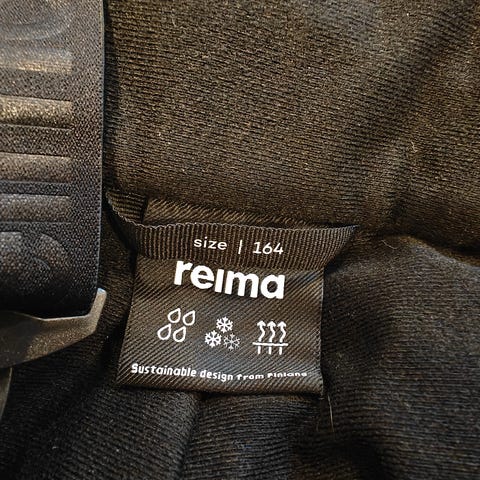 size | 164
reima
Sustainable design from Finland